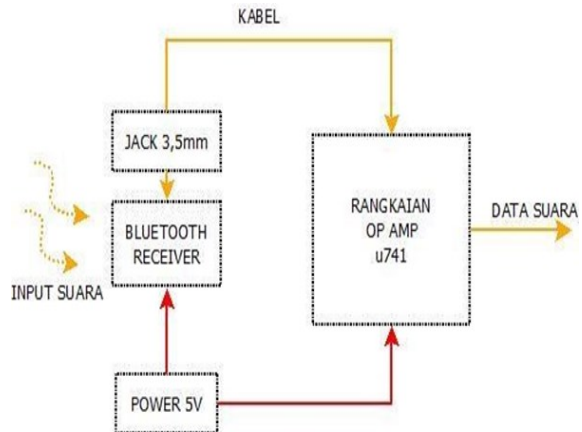 KABEL
JACK 3,5mm
BLUETOOTH
RECEIVER
INPUT SUARA
RANGKAIAN
OP AMP
u741
DATA SUARA
POWER 5V